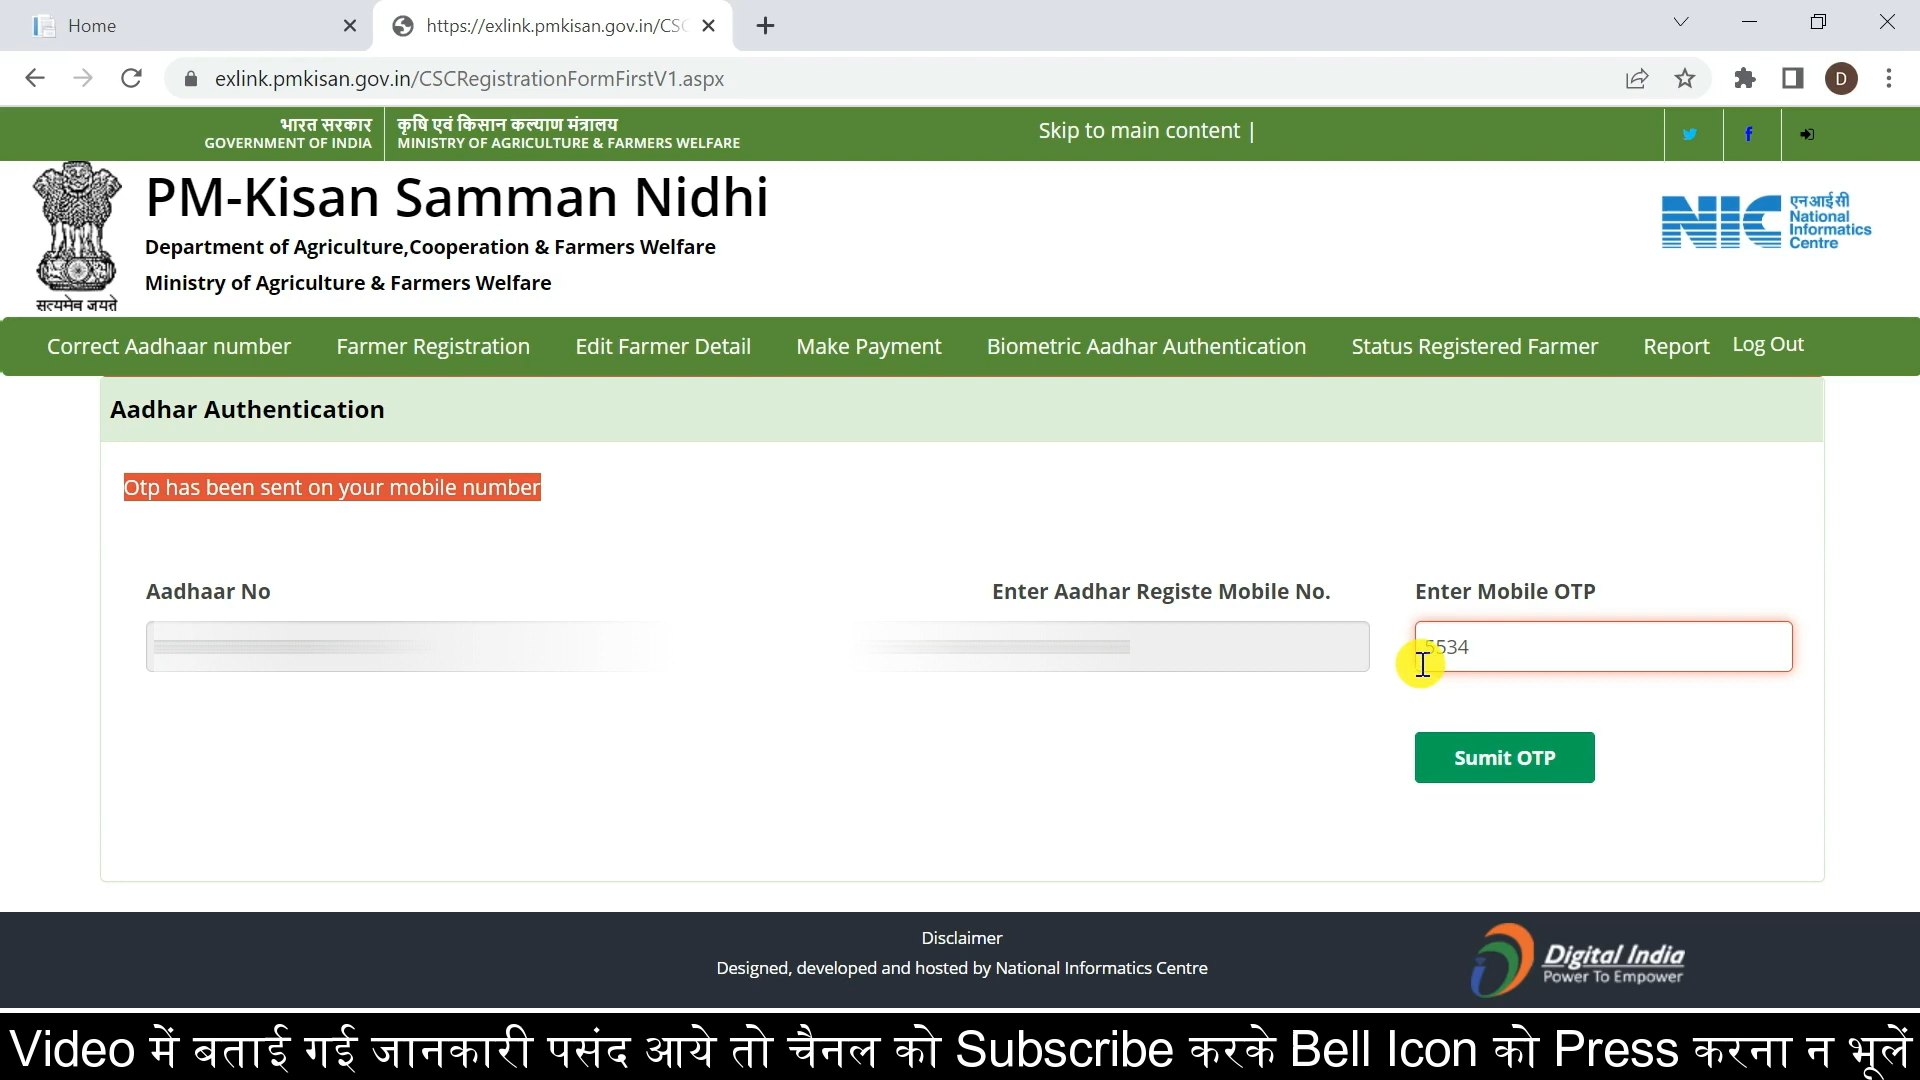 Home
https://exlink.pmkisan.gov.in/CSC
exlink.pmkisan.gov.in/CSCRegistrationFormFirstV1.aspx
D
भारत सरकार
GOVERNMENT OF INDIA
कृषि एवं किसान कल्याण मंत्रालय
MINISTRY OF AGRICULTURE & FARMERS WELFARE
Skip to main content |
सत्यमेव जयते
PM-Kisan Samman Nidhi
Department of Agriculture,Cooperation & Farmers Welfare
Ministry of Agriculture & Farmers Welfare
NIC
एनआईसी
National
Informatics
Centre
Correct Aadhaar number Farmer Registration Edit Farmer Detail Make Payment Biometric Aadhar Authentication Status Registered Farmer Report Log Out
Aadhar Authentication
Otp has been sent on your mobile number
Aadhaar No Enter Aadhar Registe Mobile No. Enter Mobile OTP
5534
Sumit OTP
Disclaimer
Designed, developed and hosted by National Informatics Centre
Digital India
Power To Empower
Video में बताई गई जानकारी पसंद आये तो चैनल को Subscribe करके Bell Icon को Press करना न भूलें